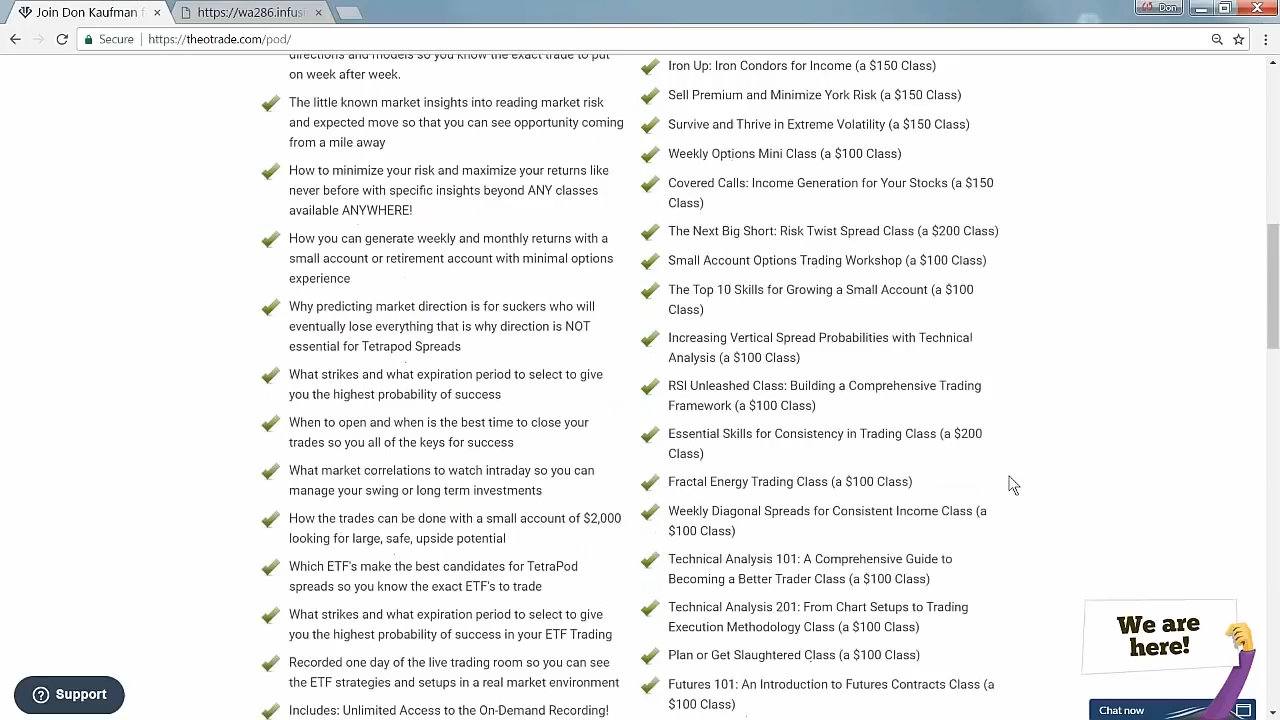 Join Don Kaufman f
https://wa286.infusi
Don
Secure
https://theotrade.com/pod/
directions and models so you know the exact trade to put
on week after week.
The little known market insights into reading market risk
and expected move so that you can see opportunity coming
from a mile away
How to minimize your risk and maximize your returns like
never before with specific insights beyond ANY classes
available ANYWHERE!
How you can generate weekly and monthly returns with a
small account or retirement account with minimal options
experience
Why predicting market direction is for suckers who will
eventually lose everything that is why direction is NOT
essential for Tetrapod Spreads
What strikes and what expiration period to select to give
you the highest probability of success
When to open and when is the best time to close your
trades so you all of the keys for success
What market correlations to watch intraday so you can
manage your swing or long term investments
How the trades can be done with a small account of $2,000
looking for large, safe, upside potential
Which ETF's make the best candidates for TetraPod
spreads so you know the exact ETF's to trade
What strikes and what expiration period to select to give
you the highest probability of success in your ETF Trading
Recorded one day of the live trading room so you can see
the ETF strategies and setups in a real market environment
Includes: Unlimited Access to the On-Demand Recording!
Iron Up: Iron Condors for Income (a $150 Class)
Sell Premium and Minimize York Risk (a $150 Class)
Survive and Thrive in Extreme Volatility (a $150 Class)
Weekly Options Mini Class (a $100 Class)
Covered Calls: Income Generation for Your Stocks (a $150
Class)
The Next Big Short: Risk Twist Spread Class (a $200 Class)
Small Account Options Trading Workshop (a $100 Class)
The Top 10 Skills for Growing a Small Account (a $100
Class)
Increasing Vertical Spread Probabilities with Technical
Analysis (a $100 Class)
RSI Unleashed Class: Building a Comprehensive Trading
Framework (a $100 Class)
Essential Skills for Consistency in Trading Class (a $200
Class)
Fractal Energy Trading Class (a $100 Class)
Weekly Diagonal Spreads for Consistent Income Class (a
$100 Class)
Technical Analysis 101: A Comprehensive Guide to
Becoming a Better Trader Class (a $100 Class)
Technical Analysis 201: From Chart Setups to Trading
Execution Methodology Class (a $100 Class)
Plan or Get Slaughtered Class (a $100 Class)
Futures 101: An Introduction to Futures Contracts Class (a
$100 Class)
We are
here!
Support
Chat now